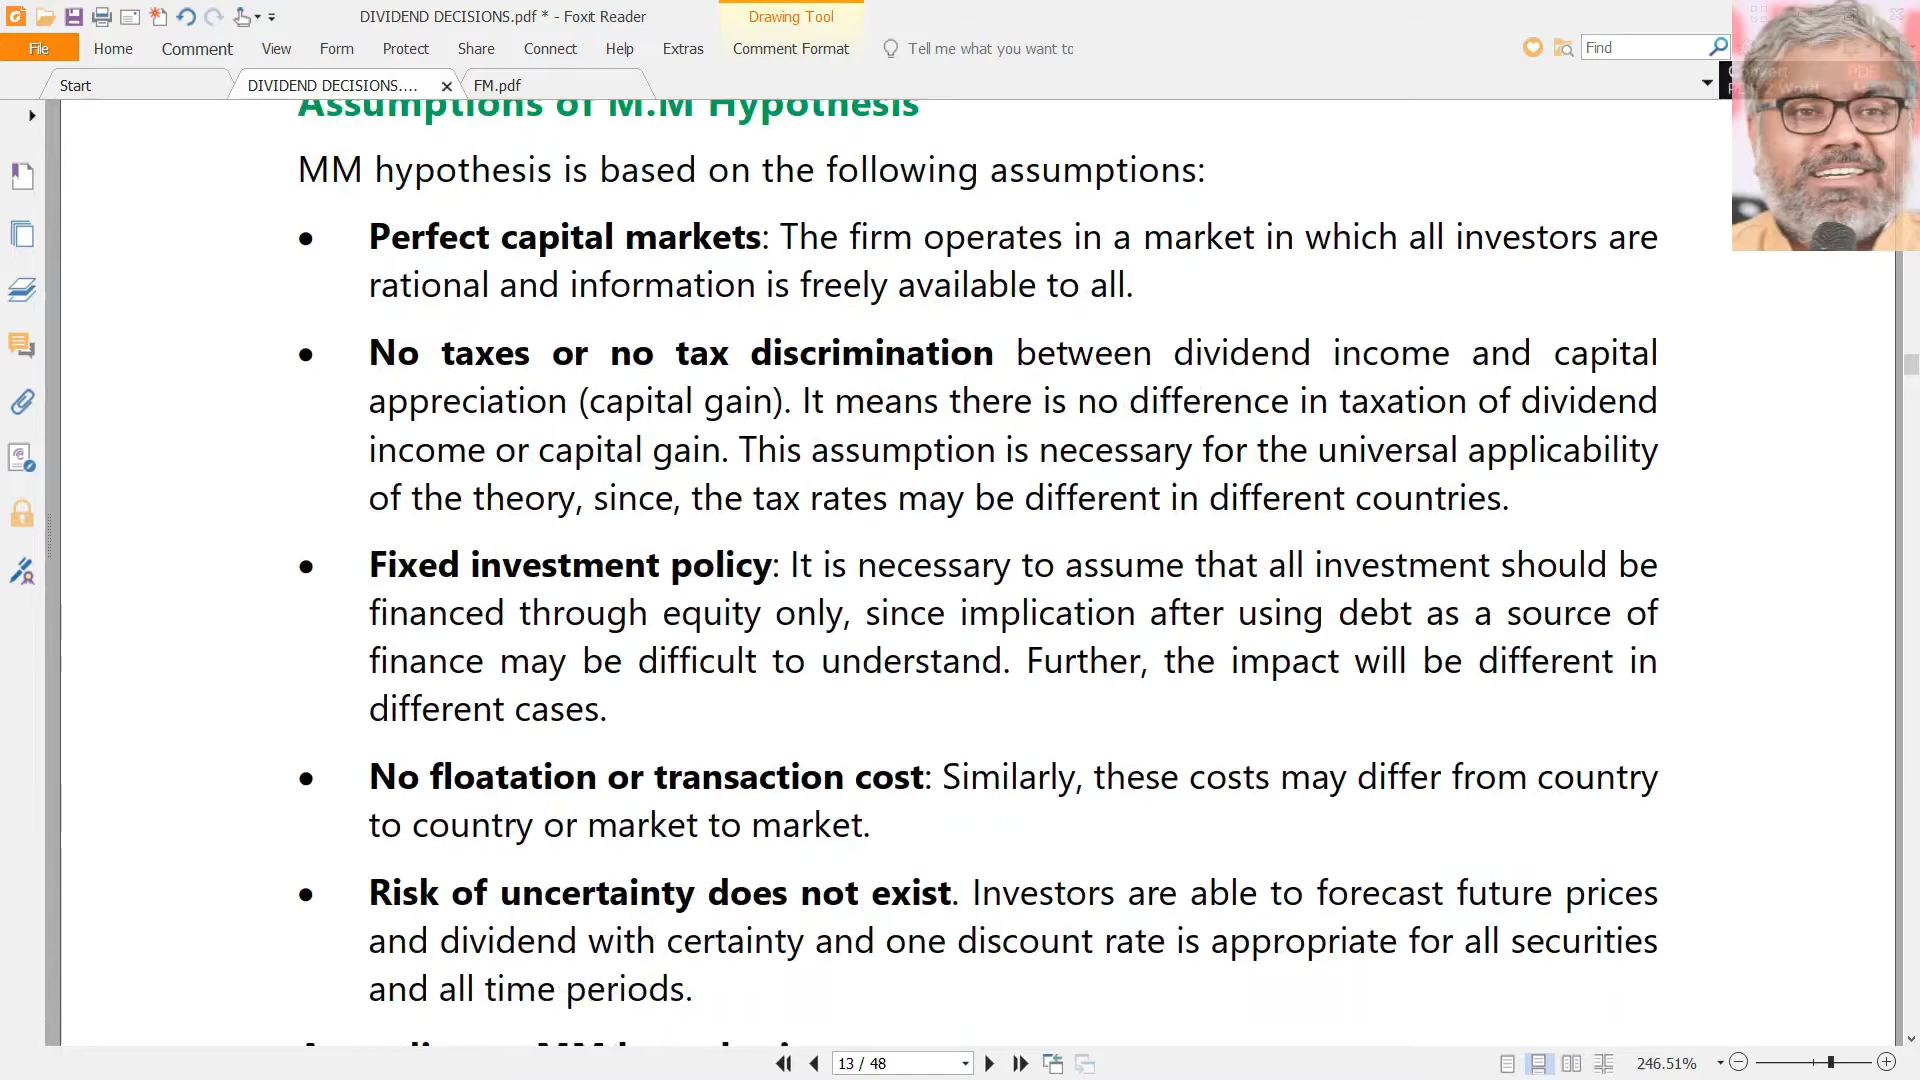 DIVIDEND DECISIONS.pdf * - Foxit Reader
Drawing Tool
File Home Comment View Form Protect Share Connect Help Extras Comment Format Tell me what you want to
Find
Start DIVIDEND DECISIONS.... FM.pdf
Assumptions of M.M Hypothesis
MM hypothesis is based on the following assumptions:
• Perfect capital markets: The firm operates in a market in which all investors are
rational and information is freely available to all.
• No taxes or no tax discrimination between dividend income and capital
appreciation (capital gain). It means there is no difference in taxation of dividend
income or capital gain. This assumption is necessary for the universal applicability
of the theory, since, the tax rates may be different in different countries.
• Fixed investment policy: It is necessary to assume that all investment should be
financed through equity only, since implication after using debt as a source of
finance may be difficult to understand. Further, the impact will be different in
different cases.
• No floatation or transaction cost: Similarly, these costs may differ from country
to country or market to market.
• Risk of uncertainty does not exist. Investors are able to forecast future prices
and dividend with certainty and one discount rate is appropriate for all securities
and all time periods.
13 / 48
246.51%